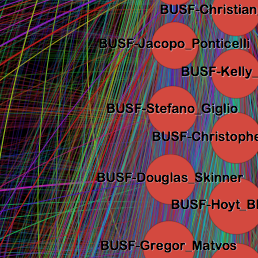 BUSF-Christian
BUSF-Jacopo_Ponticelli
BUSF-Kelly_
BUSF-Stefano_Giglio
BUSF-Christophe
BUSF-Douglas_Skinner
BUSF-Hoyt_Bl
BUSF-Gregor_Matvos